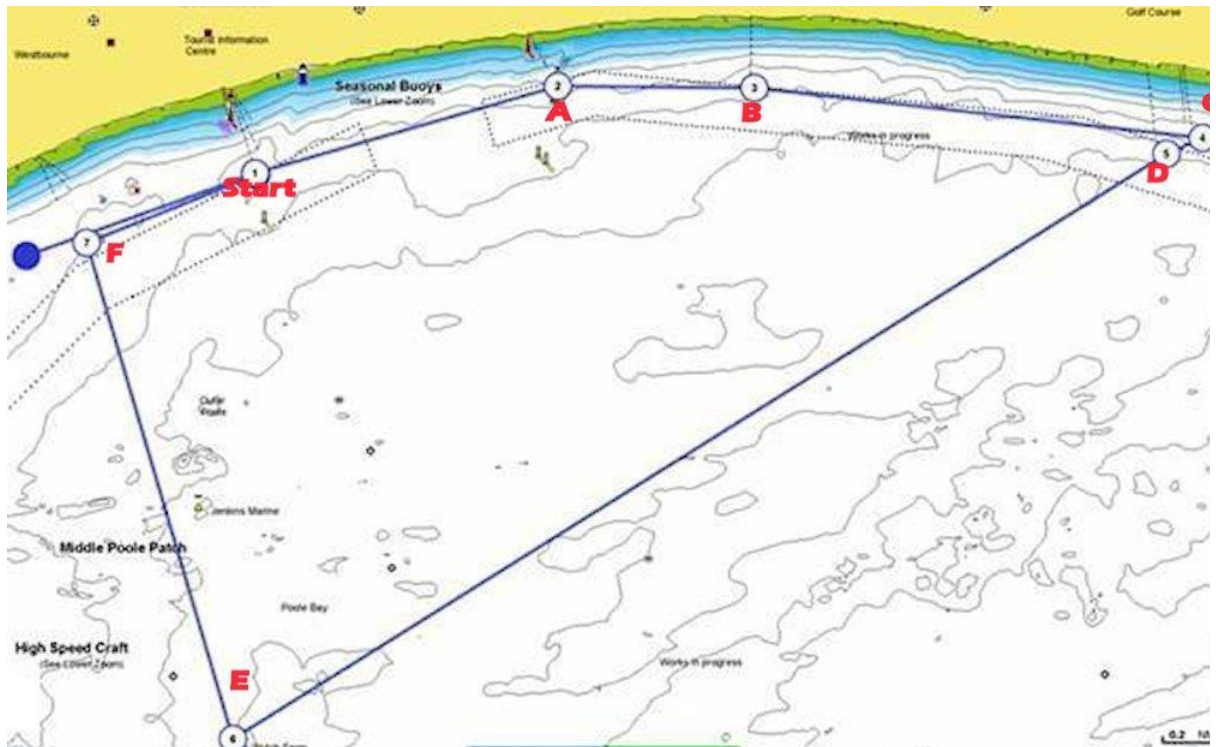 Golf Course
Westbourne
Tourist Information
Centre
Seasonal Buoys
(See Lower Zoom)
2
A
3
B
Works in progress
C
4
5
D
1
Start
7
F
Outfall
Jenkins Marine
Middle Poole Patch
Poole Bay
High Speed Craft
(See Lower Zoom)
Works in progress
E
6
0.2 NM